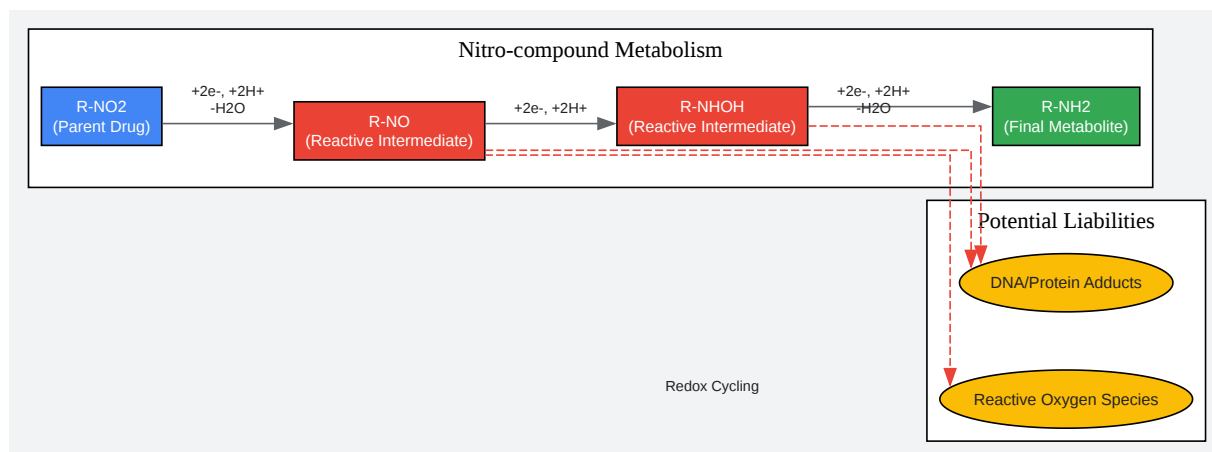 Nitro-compound Metabolism
R-NO2
(Parent Drug)
+2e-, +2H+
-H2O
R-NO
(Reactive Intermediate)
+2e-, +2H+
R-NHOH
(Reactive Intermediate)
+2e-, +2H+
-H2O
R-NH2
(Final Metabolite)
Potential Liabilities
DNA/Protein Adducts
Redox Cycling
Reactive Oxygen Species